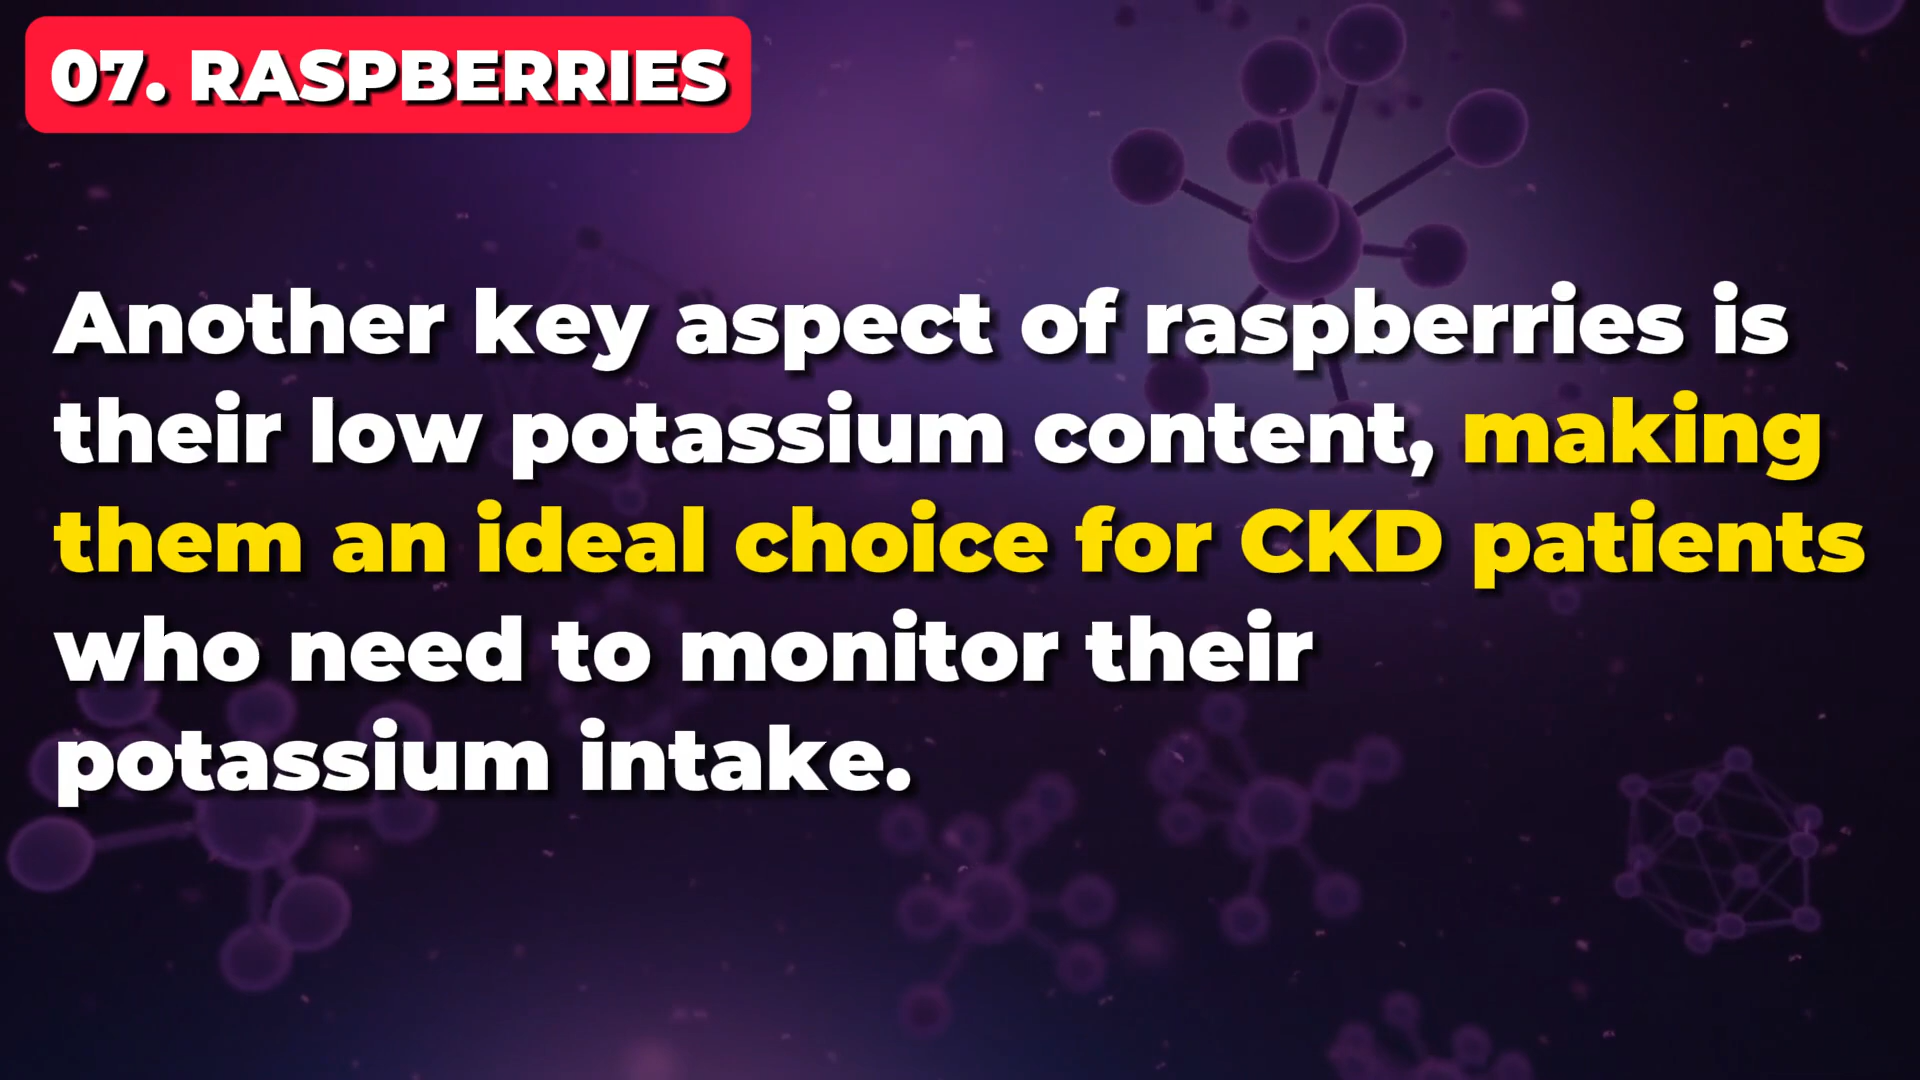 07. RASPBERRIES
Another key aspect of raspberries is
their low potassium content, making
them an ideal choice for CKD patients
who need to monitor their
potassium intake.